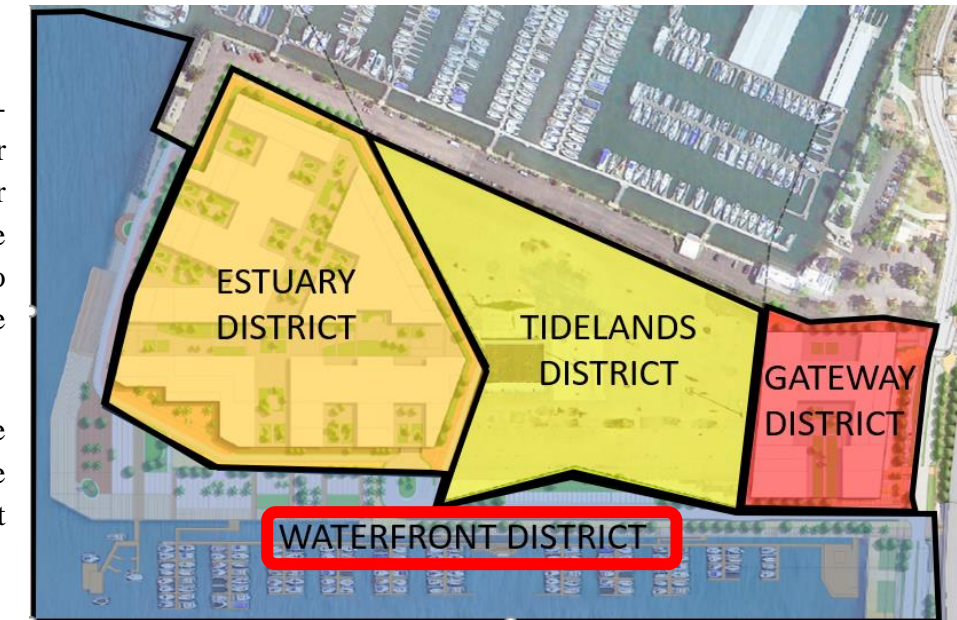 ESTUARY
DISTRICT
TIDELANDS
DISTRICT
GATEWAY
DISTRICT
WATERFRONT DISTRICT